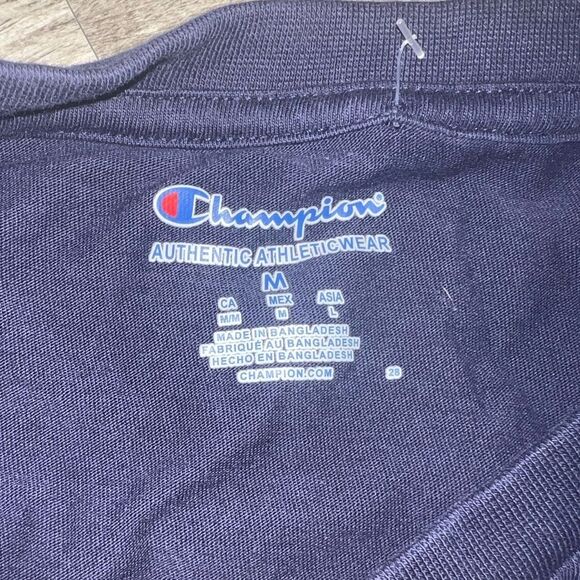 Champion®
AUTHENTIC ATHLETICWEAR
M
CA MEX ASIA
M/M M L
MADE IN BANGLADESH
FABRIQUÉ AU BANGLADESH
HECHO EN BANGLADESH
CHAMPION.COM 28